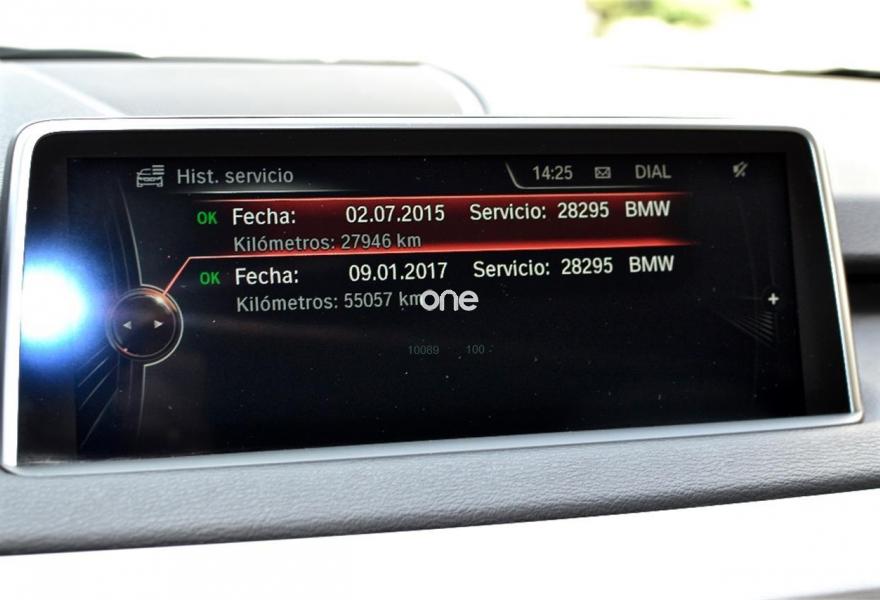 Hist. servicio 14:25 DIAL
OK Fecha: 02.07.2015 Servicio: 28295 BMW
Kilómetros: 27946 km
OK Fecha: 09.01.2017 Servicio: 28295 BMW
Kilómetros: 55057 km
one
10089 100